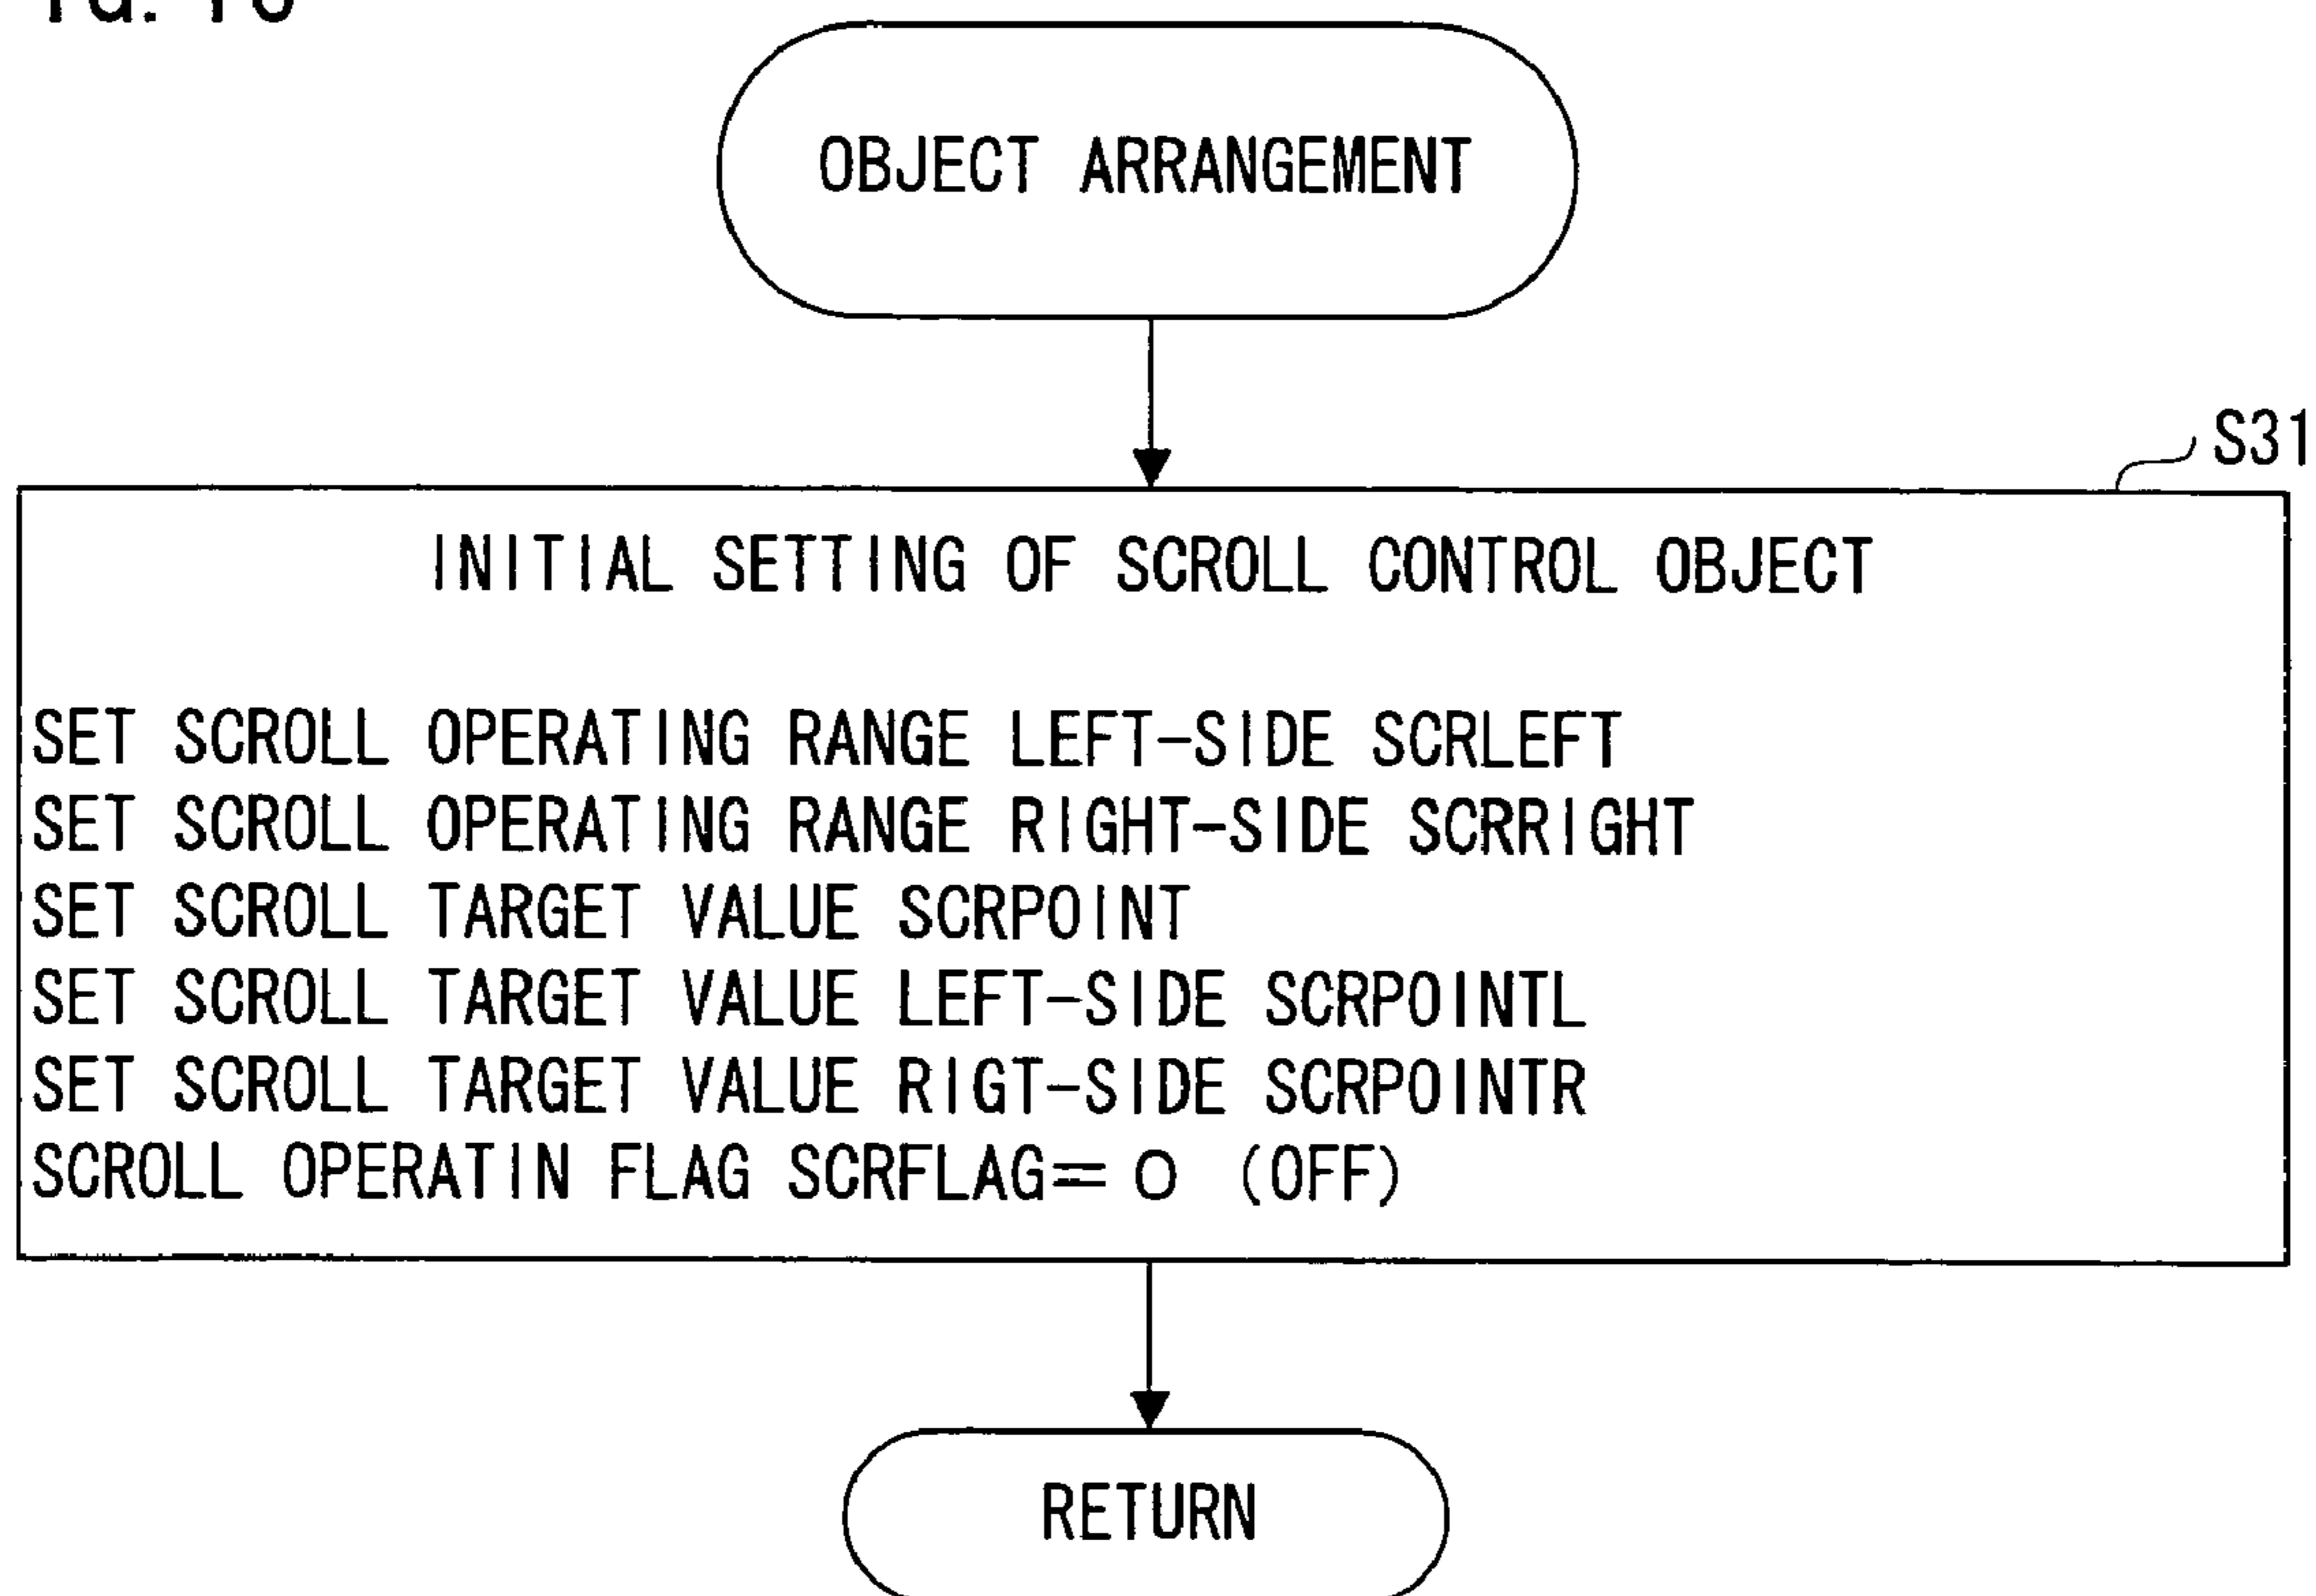 OBJECT ARRANGEMENT
S31
INITIAL SETTING OF SCROLL CONTROL OBJECT
SET SCROLL OPERATING RANGE LEFT-SIDE SCRLEFT
SET SCROLL OPERATING RANGE RIGHT-SIDE SCRRIGHT
SET SCROLL TARGET VALUE SCRPOINT
SET SCROLL TARGET VALUE LEFT-SIDE SCRPOINTL
SET SCROLL TARGET VALUE RIGT-SIDE SCRPOINTR
SCROLL OPERATIN FLAG SCRFLAG= 0 (OFF)
RETURN